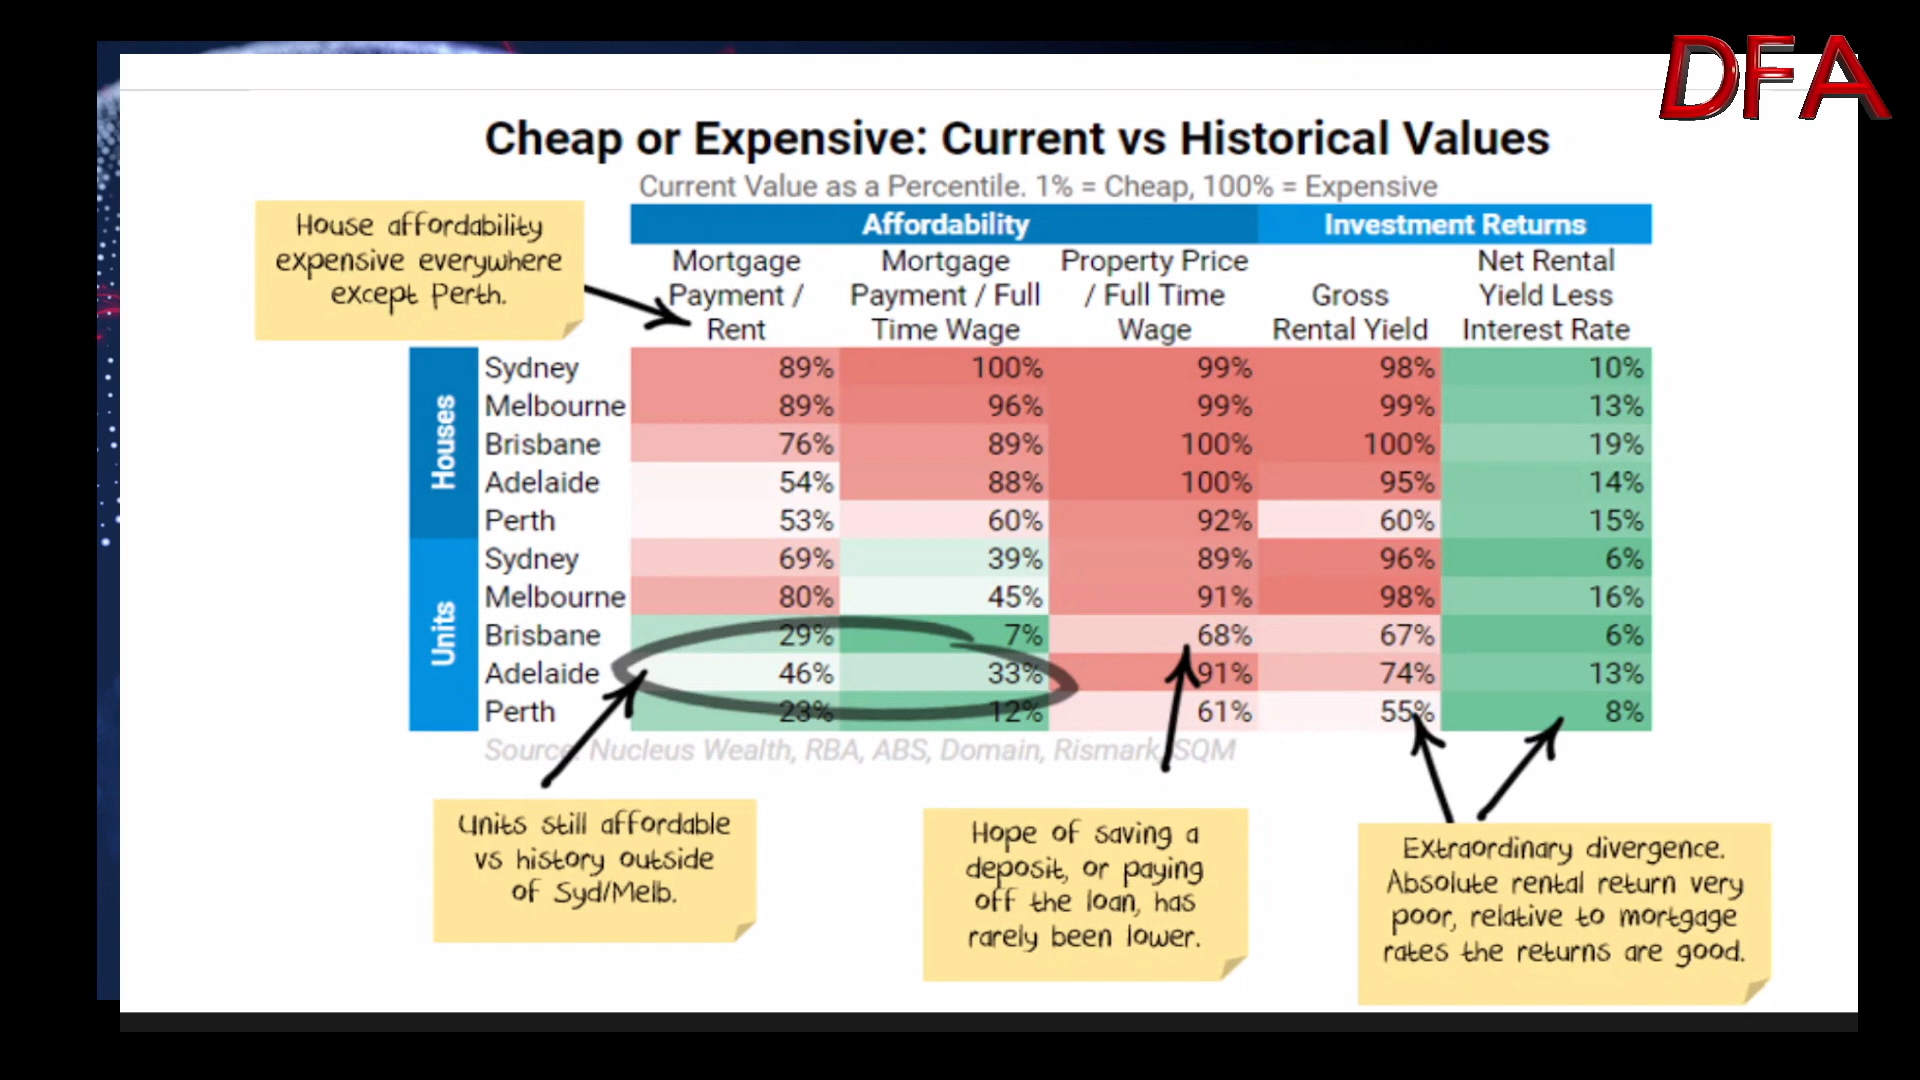 DFA
Cheap or Expensive: Current vs Historical Values
Current Value as a Percentile. 1% = Cheap, 100% = Expensive
House affordability
expensive everywhere
except Perth.
Affordability Investment Returns
Mortgage Payment / Rent
Mortgage Payment / Full Time Wage
Property Price / Full Time Wage
Gross Rental Yield
Net Rental Yield Less Interest Rate
Houses
Sydney 89% 100% 99% 98% 10%
Melbourne 89% 96% 99% 99% 13%
Brisbane 76% 89% 100% 100% 19%
Adelaide 54% 88% 100% 95% 14%
Perth 53% 60% 92% 60% 15%
Units
Sydney 69% 39% 89% 96% 6%
Melbourne 80% 45% 91% 98% 16%
Brisbane 29% 7% 68% 67% 6%
Adelaide 46% 33% 91% 74% 13%
Perth 23% 12% 61% 55% 8%
Source: Nucleus Wealth, RBA, ABS, Domain, Rismark, SQM
Units still affordable
vs history outside
of Syd/Melb.
Hope of saving a
deposit, or paying
off the loan, has
rarely been lower.
Extraordinary divergence.
Absolute rental return very
poor, relative to mortgage
rates the returns are good.